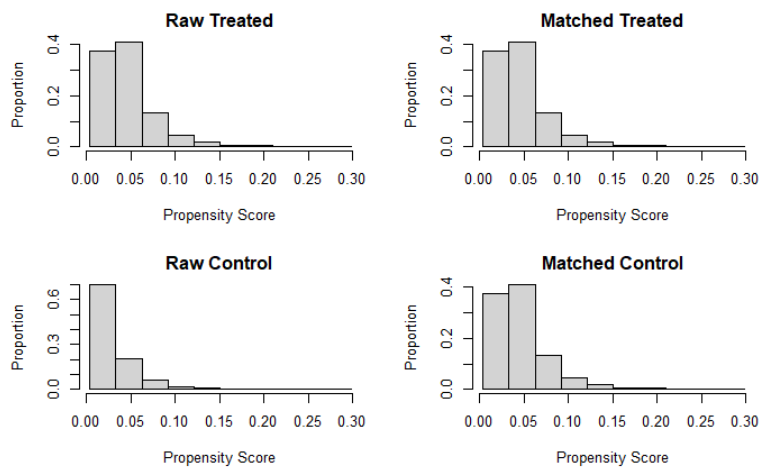 Raw Treated
Proportion
0.0 0.2 0.4
0.00 0.05 0.10 0.15 0.20 0.25 0.30
Propensity Score
Matched Treated
Proportion
0.0 0.2 0.4
0.00 0.05 0.10 0.15 0.20 0.25 0.30
Propensity Score
Raw Control
Proportion
0.0 0.3 0.6
0.00 0.05 0.10 0.15 0.20 0.25 0.30
Propensity Score
Matched Control
Proportion
0.0 0.2 0.4
0.00 0.05 0.10 0.15 0.20 0.25 0.30
Propensity Score